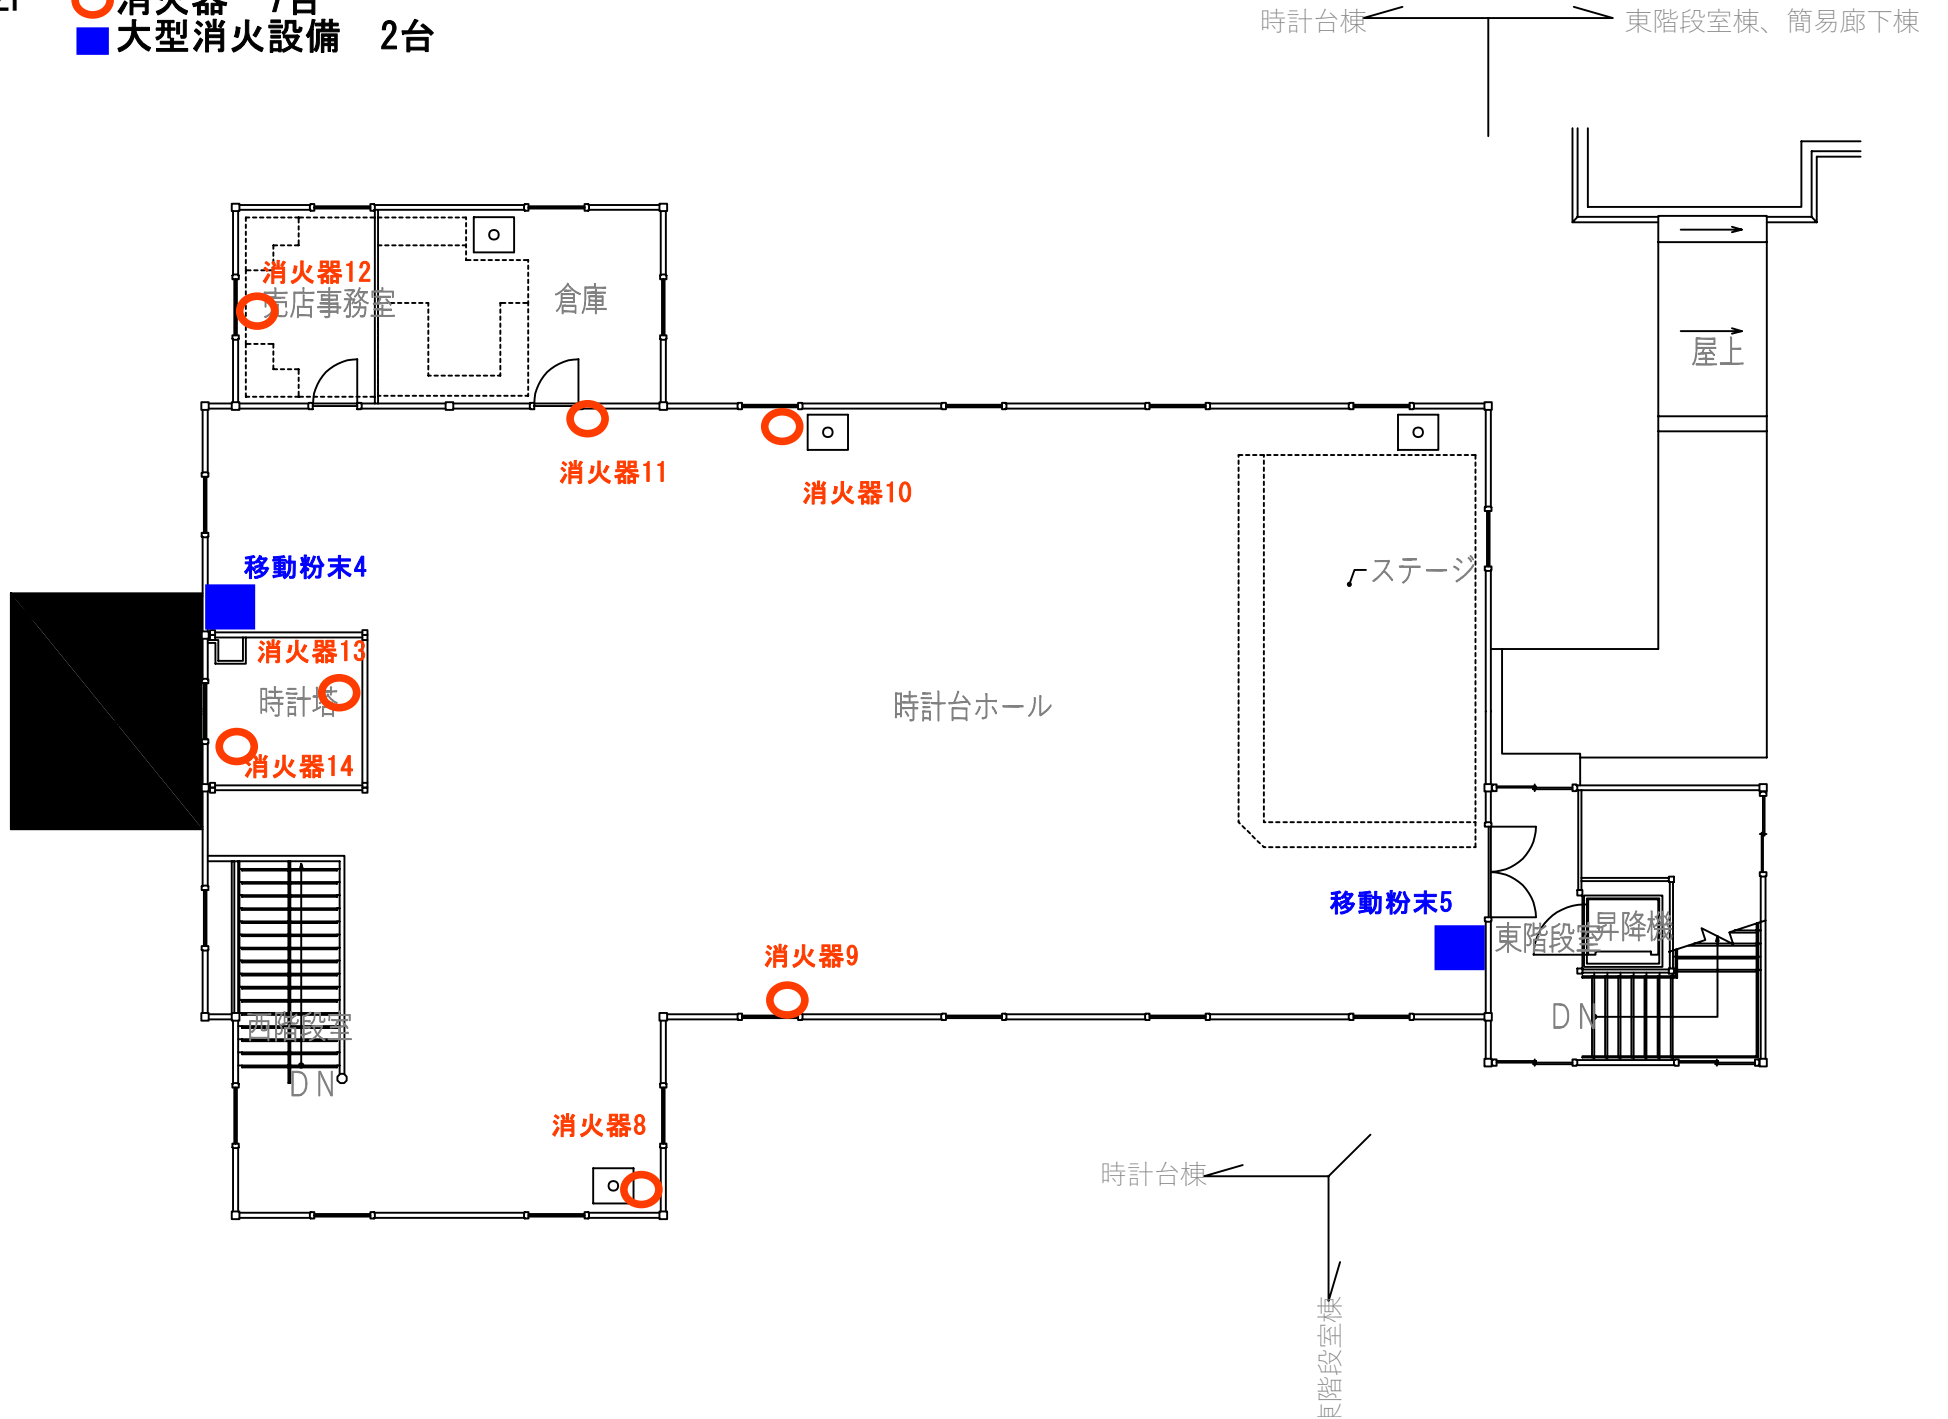 2F 消火器 7台
大型消火設備 2台
時計台棟
東階段室棟、簡易廊下棟
消火器12
売店事務室
倉庫
屋上
消火器11
消火器10
移動粉末4
ステージ
消火器13
時計塔
時計台ホール
消火器14
移動粉末5
昇降機
東階段室
消火器9
DN
西階段室
DN
消火器8
時計台棟
東階段室棟